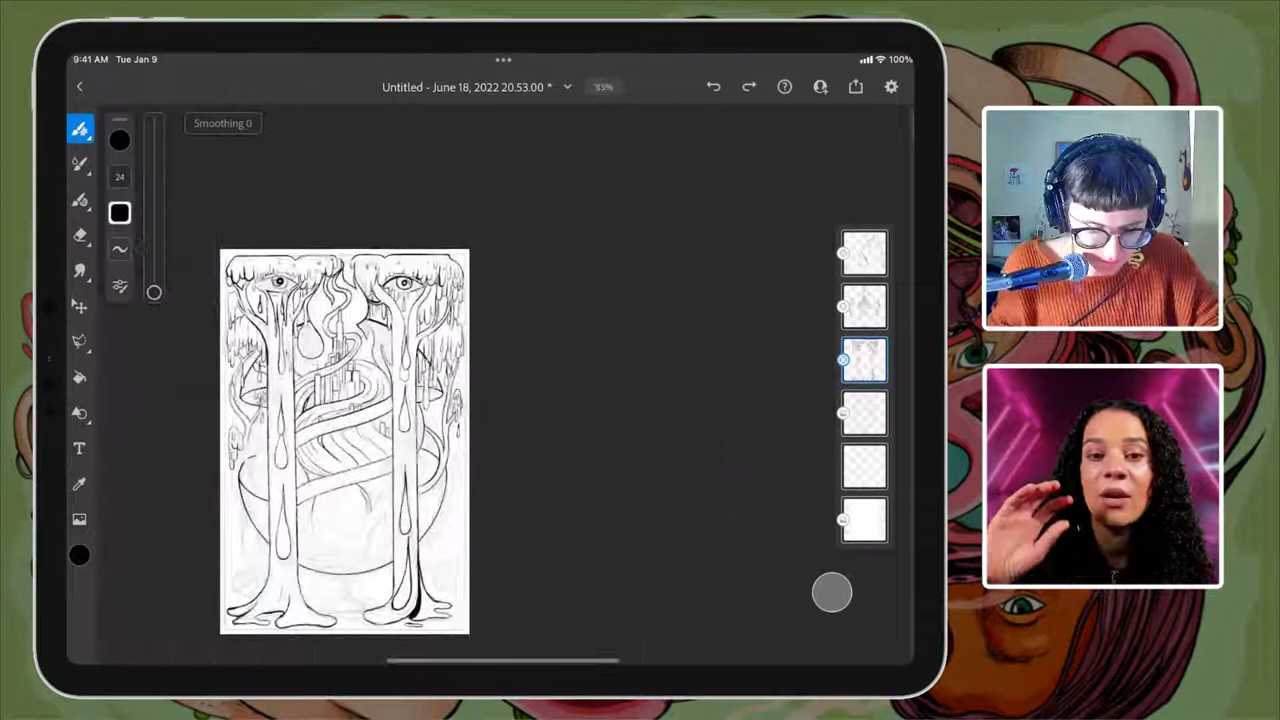 9:41 AM Tue Jan 9
100%
Untitled - June 18, 2022 20.53.00 *
Smoothing 0
24
T